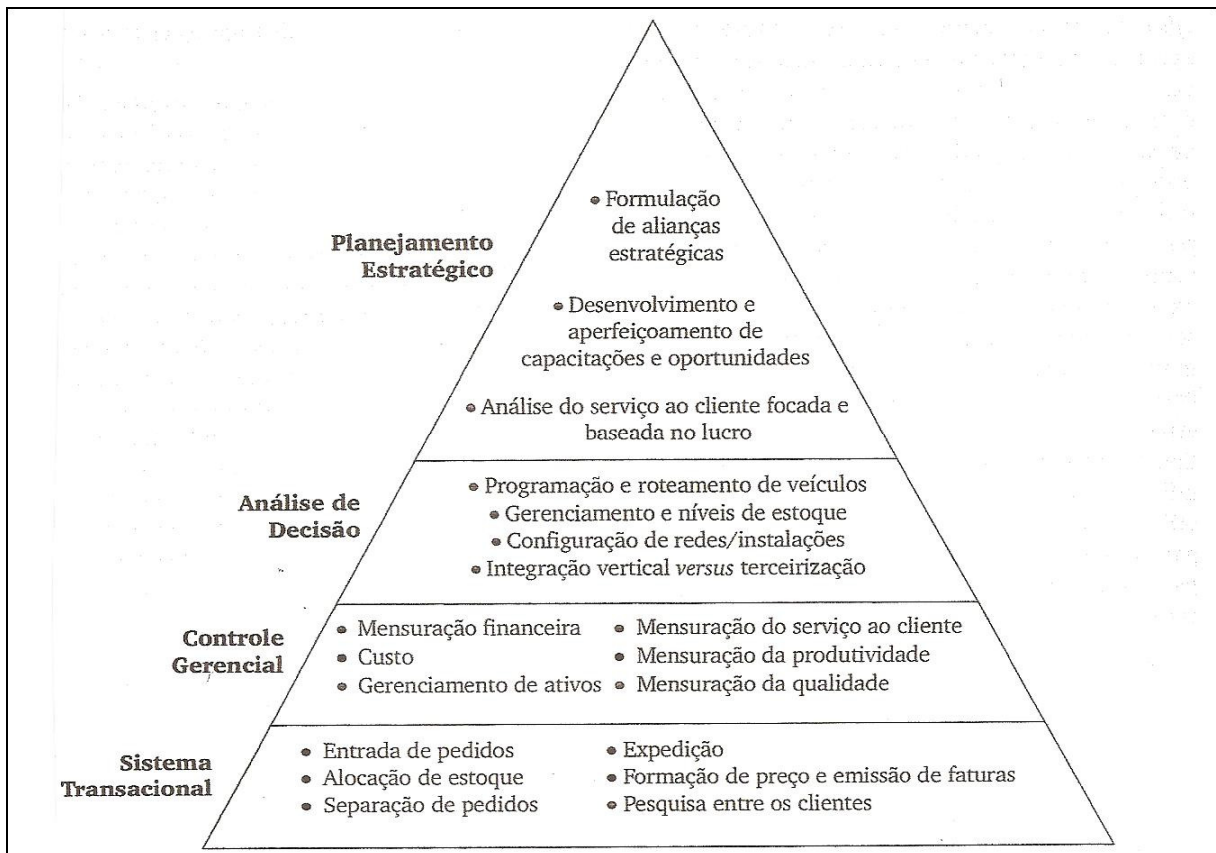 Planejamento
Estratégico
• Formulação
de alianças
estratégicas
• Desenvolvimento e
aperfeiçoamento de
capacitações e oportunidades
• Análise do serviço ao cliente focada e
baseada no lucro
Análise de
Decisão
• Programação e roteamento de veículos
• Gerenciamento e níveis de estoque
• Configuração de redes/instalações
• Integração vertical versus terceirização
Controle
Gerencial
• Mensuração financeira
• Custo
• Gerenciamento de ativos
• Mensuração do serviço ao cliente
• Mensuração da produtividade
• Mensuração da qualidade
Sistema
Transacional
• Entrada de pedidos
• Alocação de estoque
• Separação de pedidos
• Expedição
• Formação de preço e emissão de faturas
• Pesquisa entre os clientes